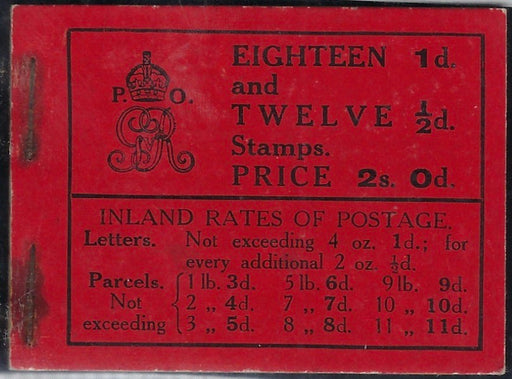 EIGHTEEN 1d.
and
P. O.
TWELVE ½d.
Stamps.
PRICE 2s. 0d.
INLAND RATES OF POSTAGE.
Letters. Not exceeding 4 oz. 1d.; for
every additional 2 oz. ½d.
Parcels. 1 lb. 3d. 5 lb. 6d. 9 lb. 9d.
Not 2 „ 4d. 7 „ 7d. 10 „ 10d.
exceeding 3 „ 5d. 8 „ 8d. 11 „ 11d.